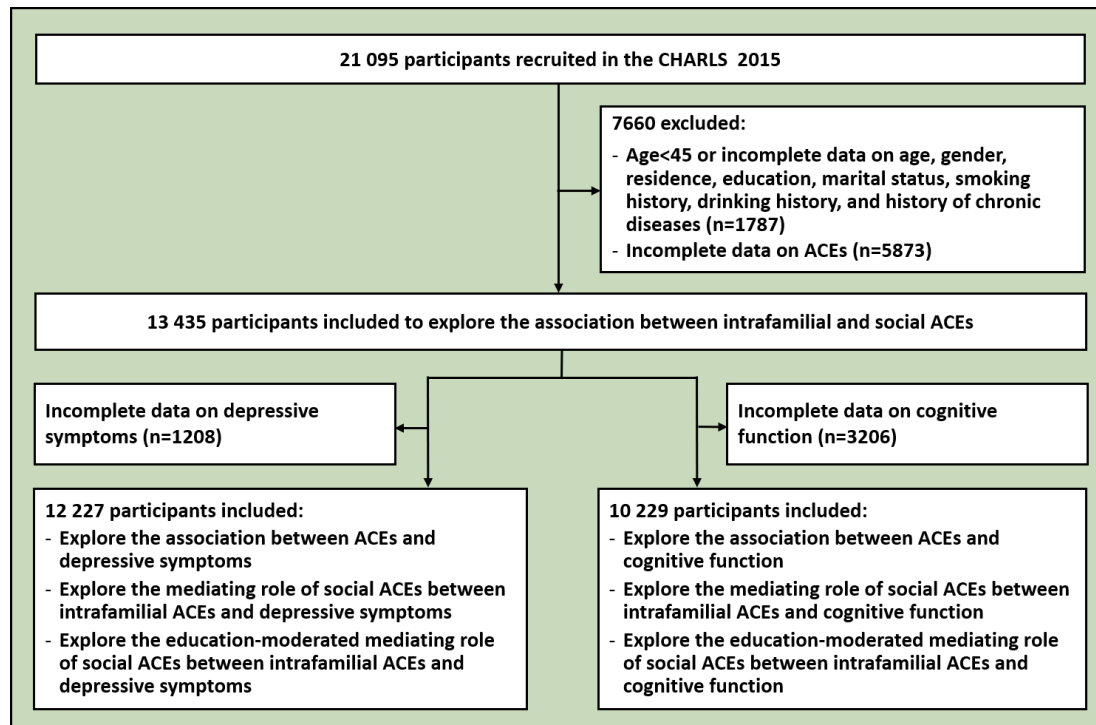 21 095 participants recruited in the CHARLS 2015
7660 excluded:
- Age<45 or incomplete data on age, gender,
residence, education, marital status, smoking
history, drinking history, and history of chronic
diseases (n=1787)
- Incomplete data on ACEs (n=5873)
13 435 participants included to explore the association between intrafamilial and social ACEs
Incomplete data on depressive
symptoms (n=1208)
Incomplete data on cognitive
function (n=3206)
12 227 participants included:
- Explore the association between ACEs and
depressive symptoms
- Explore the mediating role of social ACEs between
intrafamilial ACEs and depressive symptoms
- Explore the education-moderated mediating role
of social ACEs between intrafamilial ACEs and
depressive symptoms
10 229 participants included:
- Explore the association between ACEs and
cognitive function
- Explore the mediating role of social ACEs between
intrafamilial ACEs and cognitive function
- Explore the education-moderated mediating role
of social ACEs between intrafamilial ACEs and
cognitive function